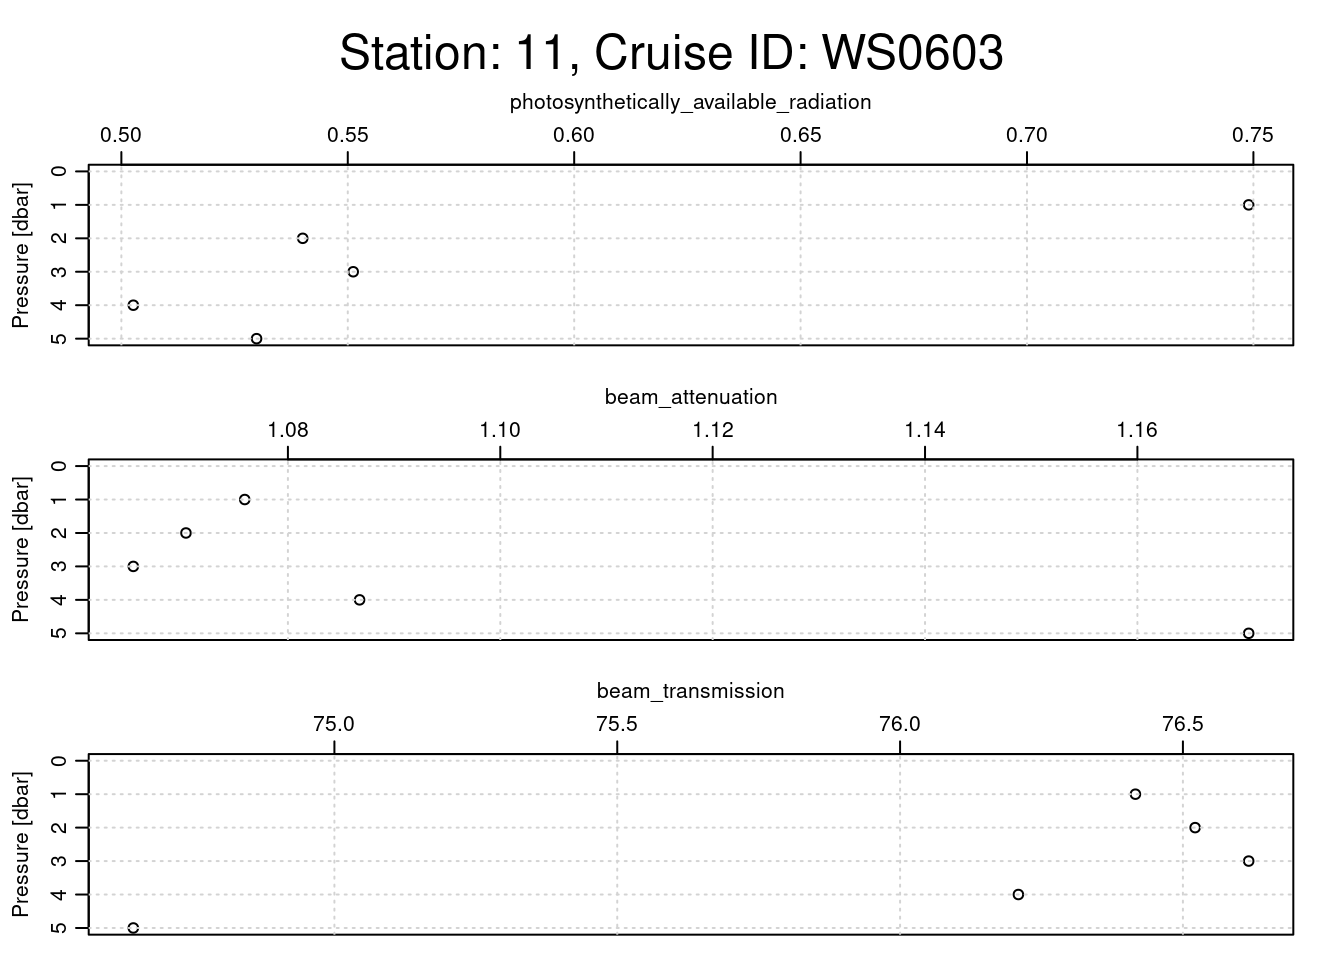 Station: 11, Cruise ID: WS0603
photosynthetically_available_radiation
0.50 0.55 0.60 0.65 0.70 0.75
Pressure [dbar]
0
1
2
3
4
5
beam_attenuation
1.08 1.10 1.12 1.14 1.16
Pressure [dbar]
0
1
2
3
4
5
beam_transmission
75.0 75.5 76.0 76.5
Pressure [dbar]
0
1
2
3
4
5